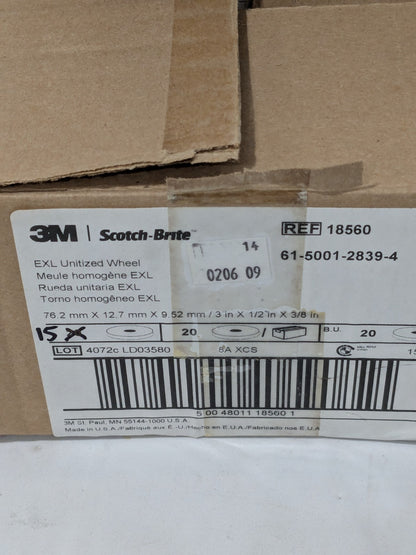 3M | Scotch-Brite™
REF 18560
61-5001-2839-4
EXL Unitized Wheel
Meule homogène EXL
Rueda unitaria EXL
Torno homogêneo EXL
14
0206 09
76.2 mm X 12.7 mm X 9.52 mm / 3 in X 1/2 in X 3/8 in
15 X 20 / B.U. 20
LOT 4072c LD03580 8A XCS
5 00 48011 18560 1
3M St. Paul, MN 55144-1000 U.S.A.
Made in U.S.A./Fabriqué aux É.-U./Hecho en E.U.A./Fabricado nos E.U.A